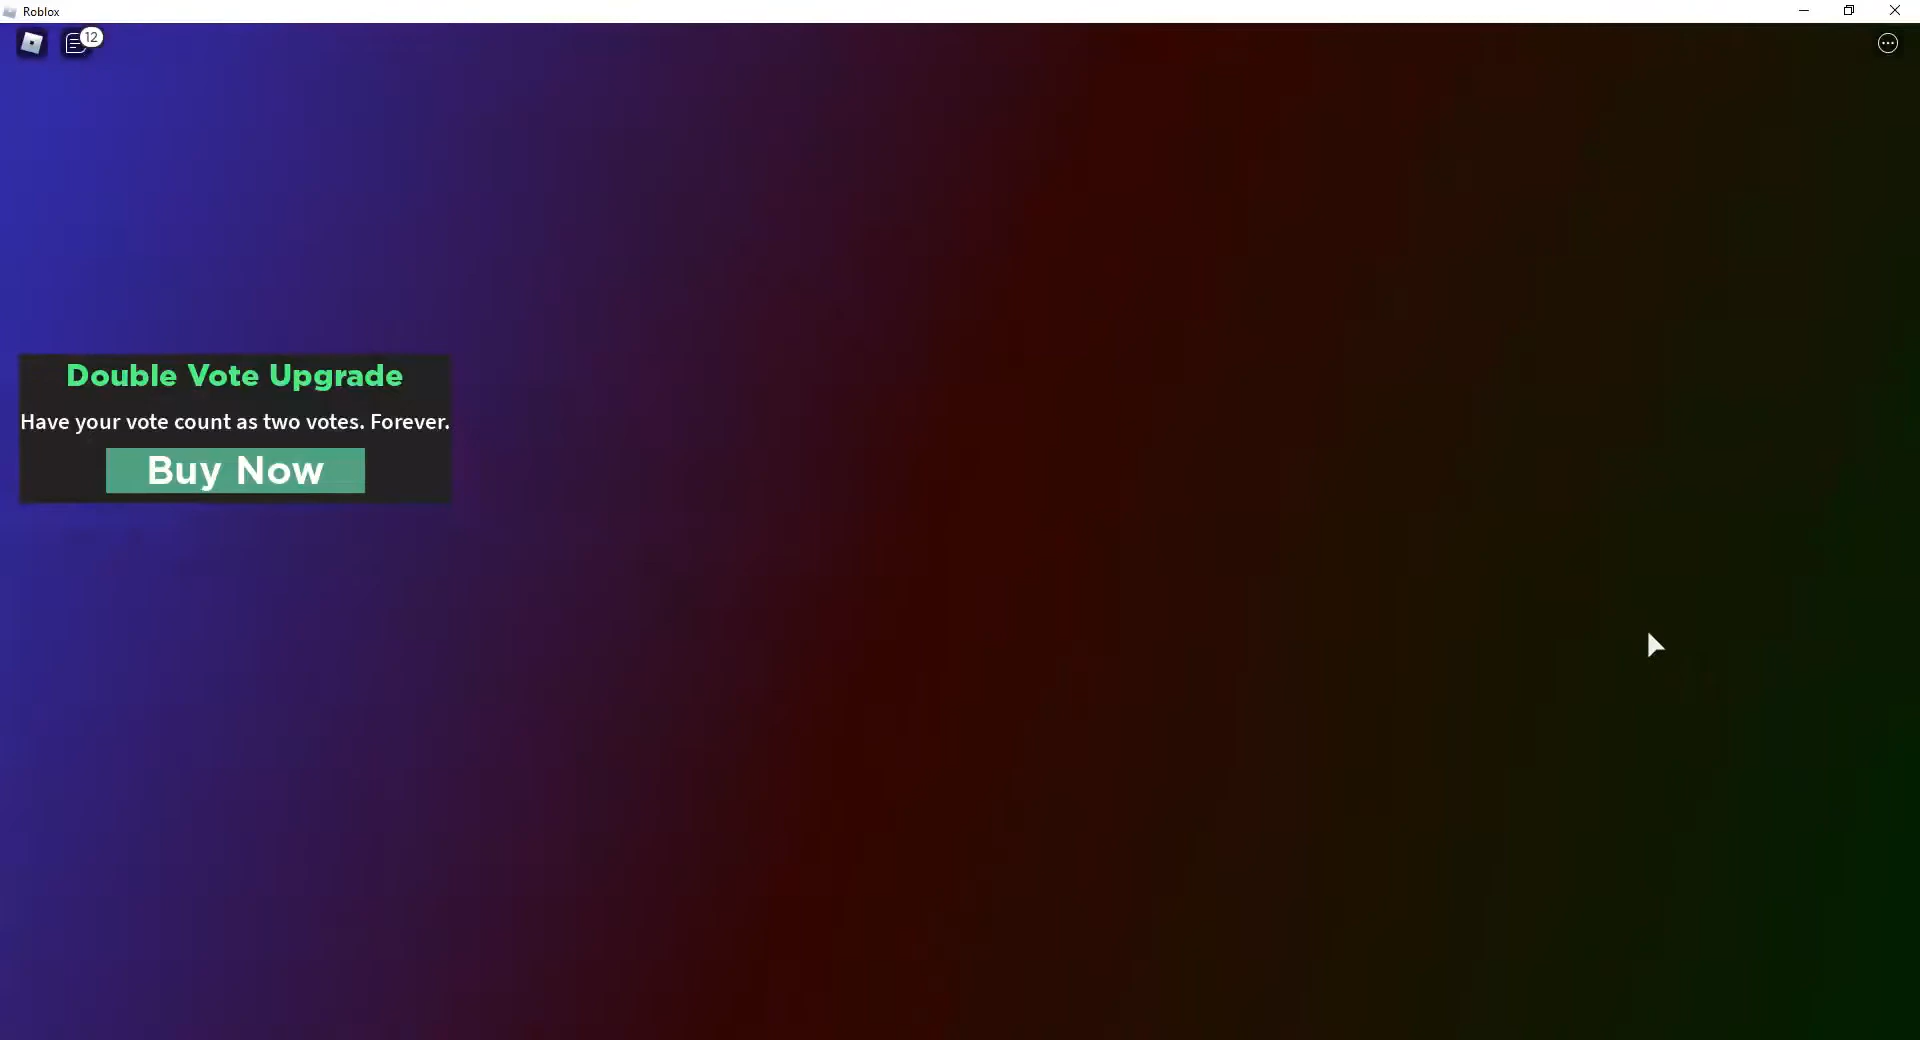 Roblox
12
Double Vote Upgrade
Have your vote count as two votes. Forever.
Buy Now